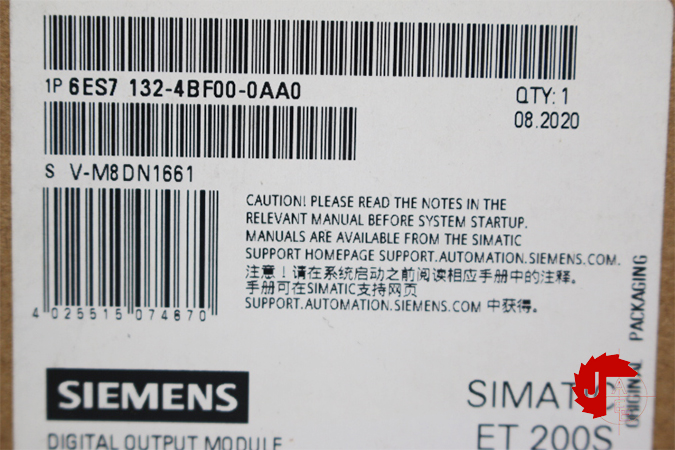 1P 6ES7 132-4BF00-0AA0
QTY: 1
08.2020
S V-M8DN1661
CAUTION! PLEASE READ THE NOTES IN THE
RELEVANT MANUAL BEFORE SYSTEM STARTUP.
MANUALS ARE AVAILABLE FROM THE SIMATIC
SUPPORT HOMEPAGE SUPPORT.AUTOMATION.SIEMENS.COM.
注意！请在系统启动之前阅读相应手册中的注释。
手册可在SIMATIC支持网页
SUPPORT.AUTOMATION.SIEMENS.COM 中获得。
4 025515 074670
ORIGINAL PACKAGING
SIEMENS
SIMATIC
DIGITAL OUTPUT MODULE
ET 200S